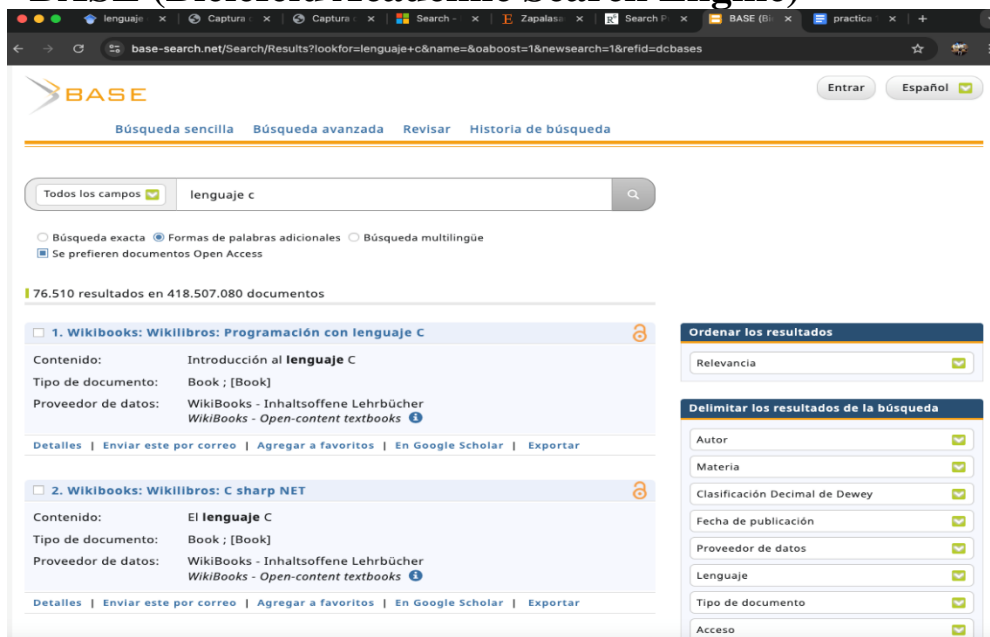 BASE (Bielefeld Academic Search Engine)
lenguaje
Captura
Captura
Search -
Zapalasa
Search P
BASE (Bi
practica
base-search.net/Search/Results?lookfor=lenguaje+c&name=&oaboost=1&newsearch=1&refid=dcbases
BASE
Entrar
Español
Búsqueda sencilla Búsqueda avanzada Revisar Historia de búsqueda
Todos los campos
lenguaje c
Búsqueda exacta Formas de palabras adicionales Búsqueda multilingüe
Se prefieren documentos Open Access
76.510 resultados en 418.507.080 documentos
1. Wikibooks: Wikilibros: Programación con lenguaje C
Contenido: Introducción al lenguaje C
Tipo de documento: Book ; [Book]
Proveedor de datos: WikiBooks - Inhaltsoffene Lehrbücher
WikiBooks - Open-content textbooks
Detalles | Enviar este por correo | Agregar a favoritos | En Google Scholar | Exportar
2. Wikibooks: Wikilibros: C sharp NET
Contenido: El lenguaje C
Tipo de documento: Book ; [Book]
Proveedor de datos: WikiBooks - Inhaltsoffene Lehrbücher
WikiBooks - Open-content textbooks
Detalles | Enviar este por correo | Agregar a favoritos | En Google Scholar | Exportar
Ordenar los resultados
Relevancia
Delimitar los resultados de la búsqueda
Autor
Materia
Clasificación Decimal de Dewey
Fecha de publicación
Proveedor de datos
Lenguaje
Tipo de documento
Acceso